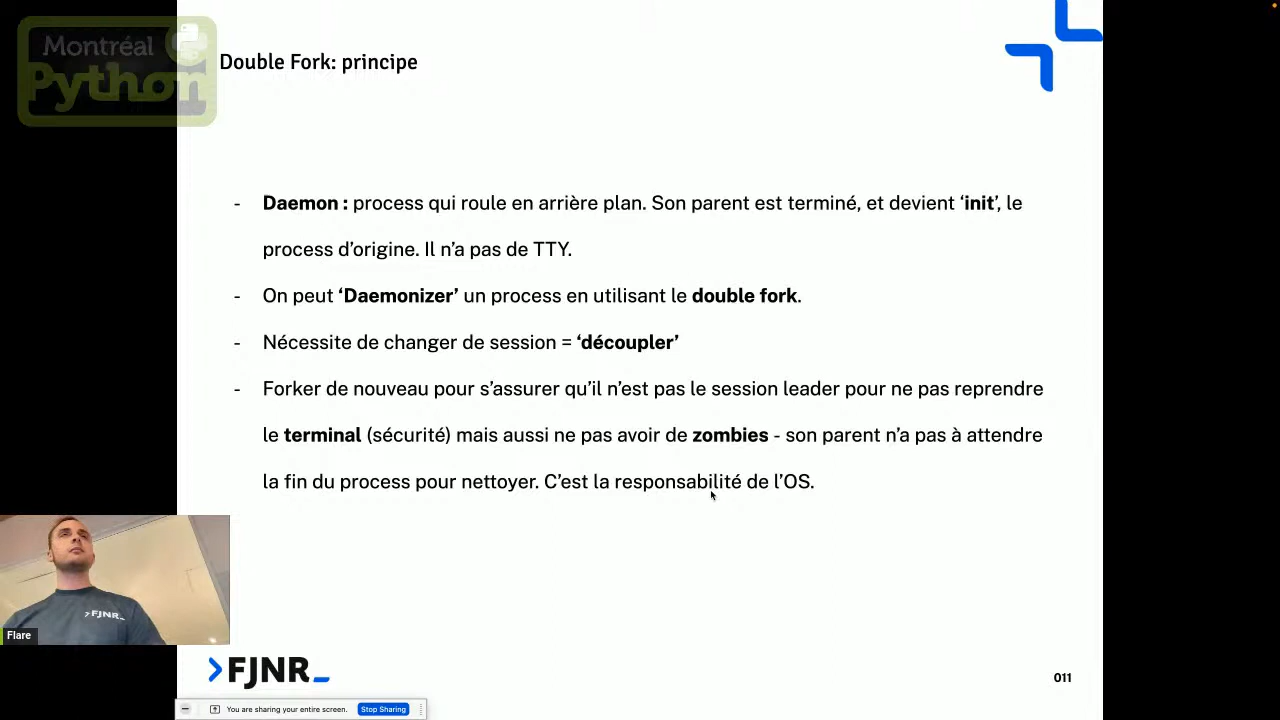 Montréal
Python
Double Fork: principe
- Daemon : process qui roule en arrière plan. Son parent est terminé, et devient ‘init’, le
process d’origine. Il n’a pas de TTY.
- On peut ‘Daemonizer’ un process en utilisant le double fork.
- Nécessite de changer de session = ‘découpler’
- Forker de nouveau pour s’assurer qu’il n’est pas le session leader pour ne pas reprendre
le terminal (sécurité) mais aussi ne pas avoir de zombies - son parent n’a pas à attendre
la fin du process pour nettoyer. C’est la responsabilité de l’OS.
>FJNR_
Flare
>FJNR_
011
You are sharing your entire screen.
Stop Sharing